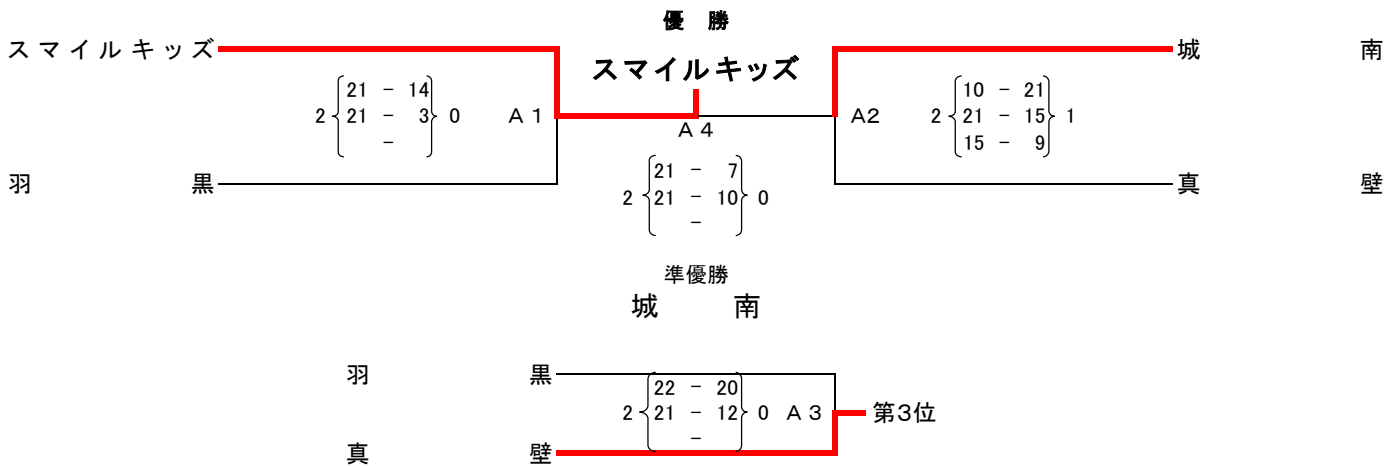 優 勝
スマイルキッズ 城 南
スマイルキッズ
21 - 14 10 - 21
2 21 - 3 0 A 1 A2 2 21 - 15 1
- 15 - 9
A 4
21 - 7
羽 黒 真 壁
2 21 - 10 0
-
準優勝
城 南
羽 黒
22 - 20
2 21 - 12 0 A 3 第3位
-
真 壁